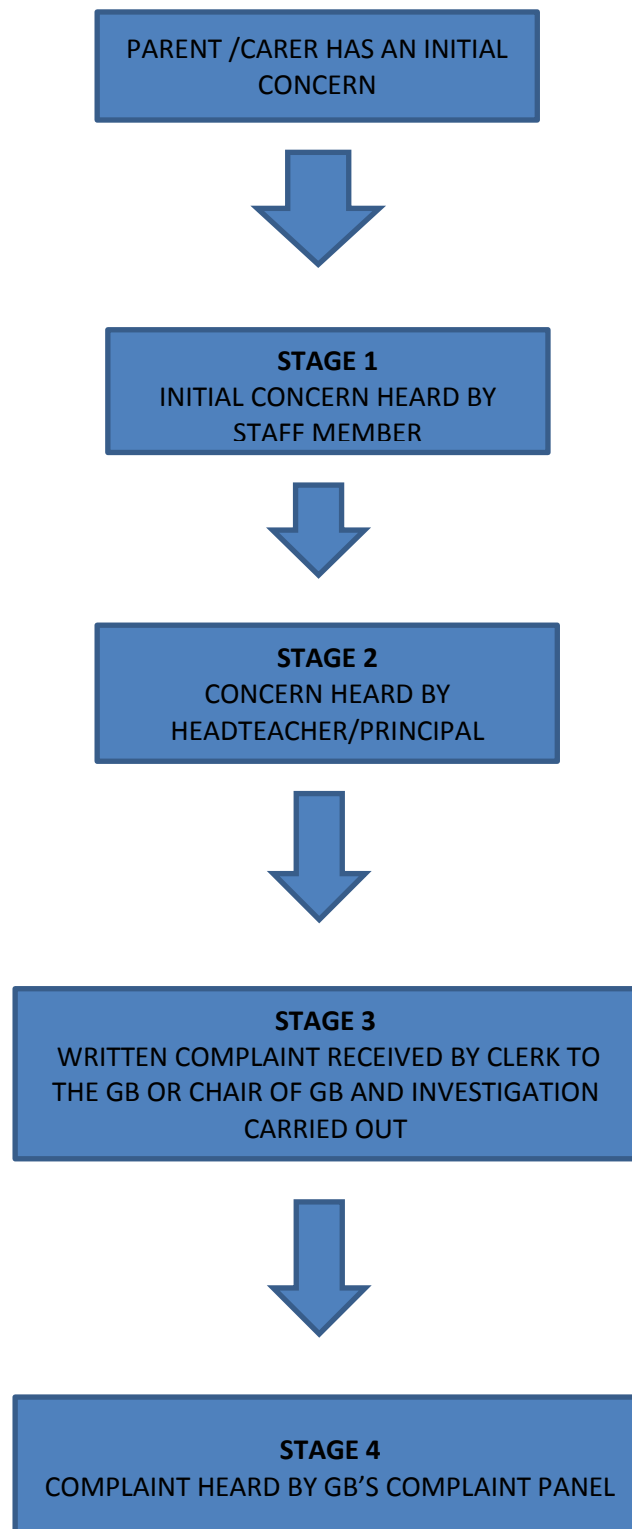 PARENT /CARER HAS AN INITIAL
CONCERN
STAGE 1
INITIAL CONCERN HEARD BY
STAFF MEMBER
STAGE 2
CONCERN HEARD BY
HEADTEACHER/PRINCIPAL
STAGE 3
WRITTEN COMPLAINT RECEIVED BY CLERK TO
THE GB OR CHAIR OF GB AND INVESTIGATION
CARRIED OUT
STAGE 4
COMPLAINT HEARD BY GB’S COMPLAINT PANEL